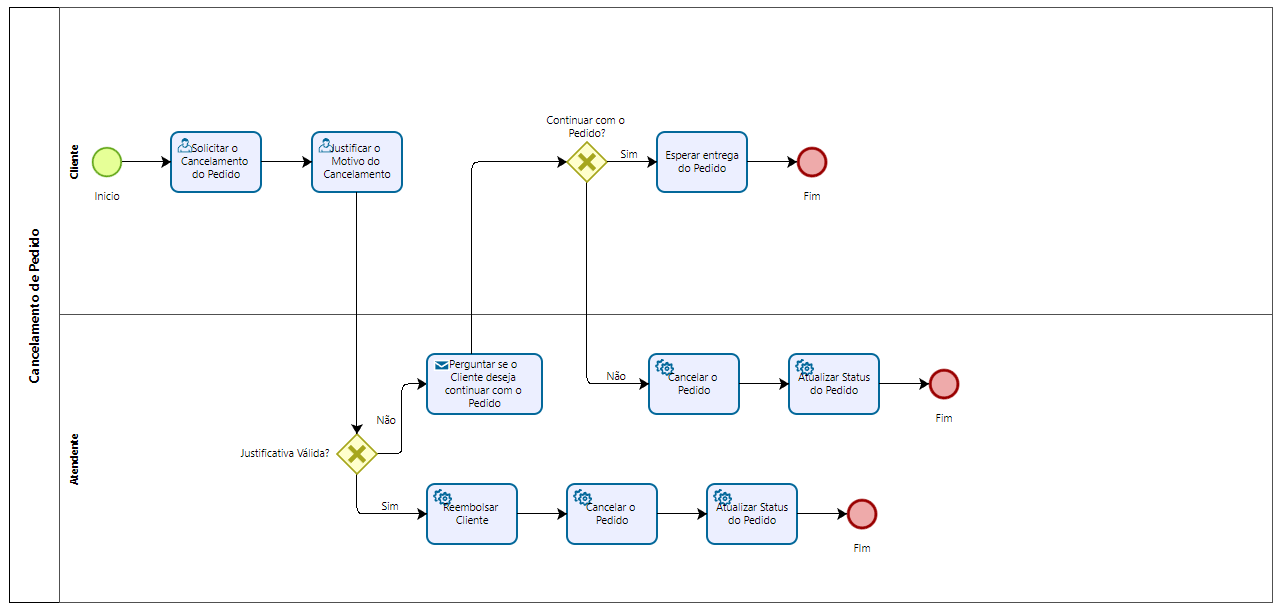 Cancelamento de Pedido
Cliente
Inicio
Solicitar o
Cancelamento
do Pedido
Justificar o
Motivo do
Cancelamento
Continuar com o
Pedido?
Sim
Esperar entrega
do Pedido
Fim
Atendente
Justificativa Válida?
Não
Perguntar se o
Cliente deseja
continuar com o
Pedido
Não
Cancelar o
Pedido
Atualizar Status
do Pedido
Fim
Sim
Reembolsar
Cliente
Cancelar o
Pedido
Atualizar Status
do Pedido
Fim